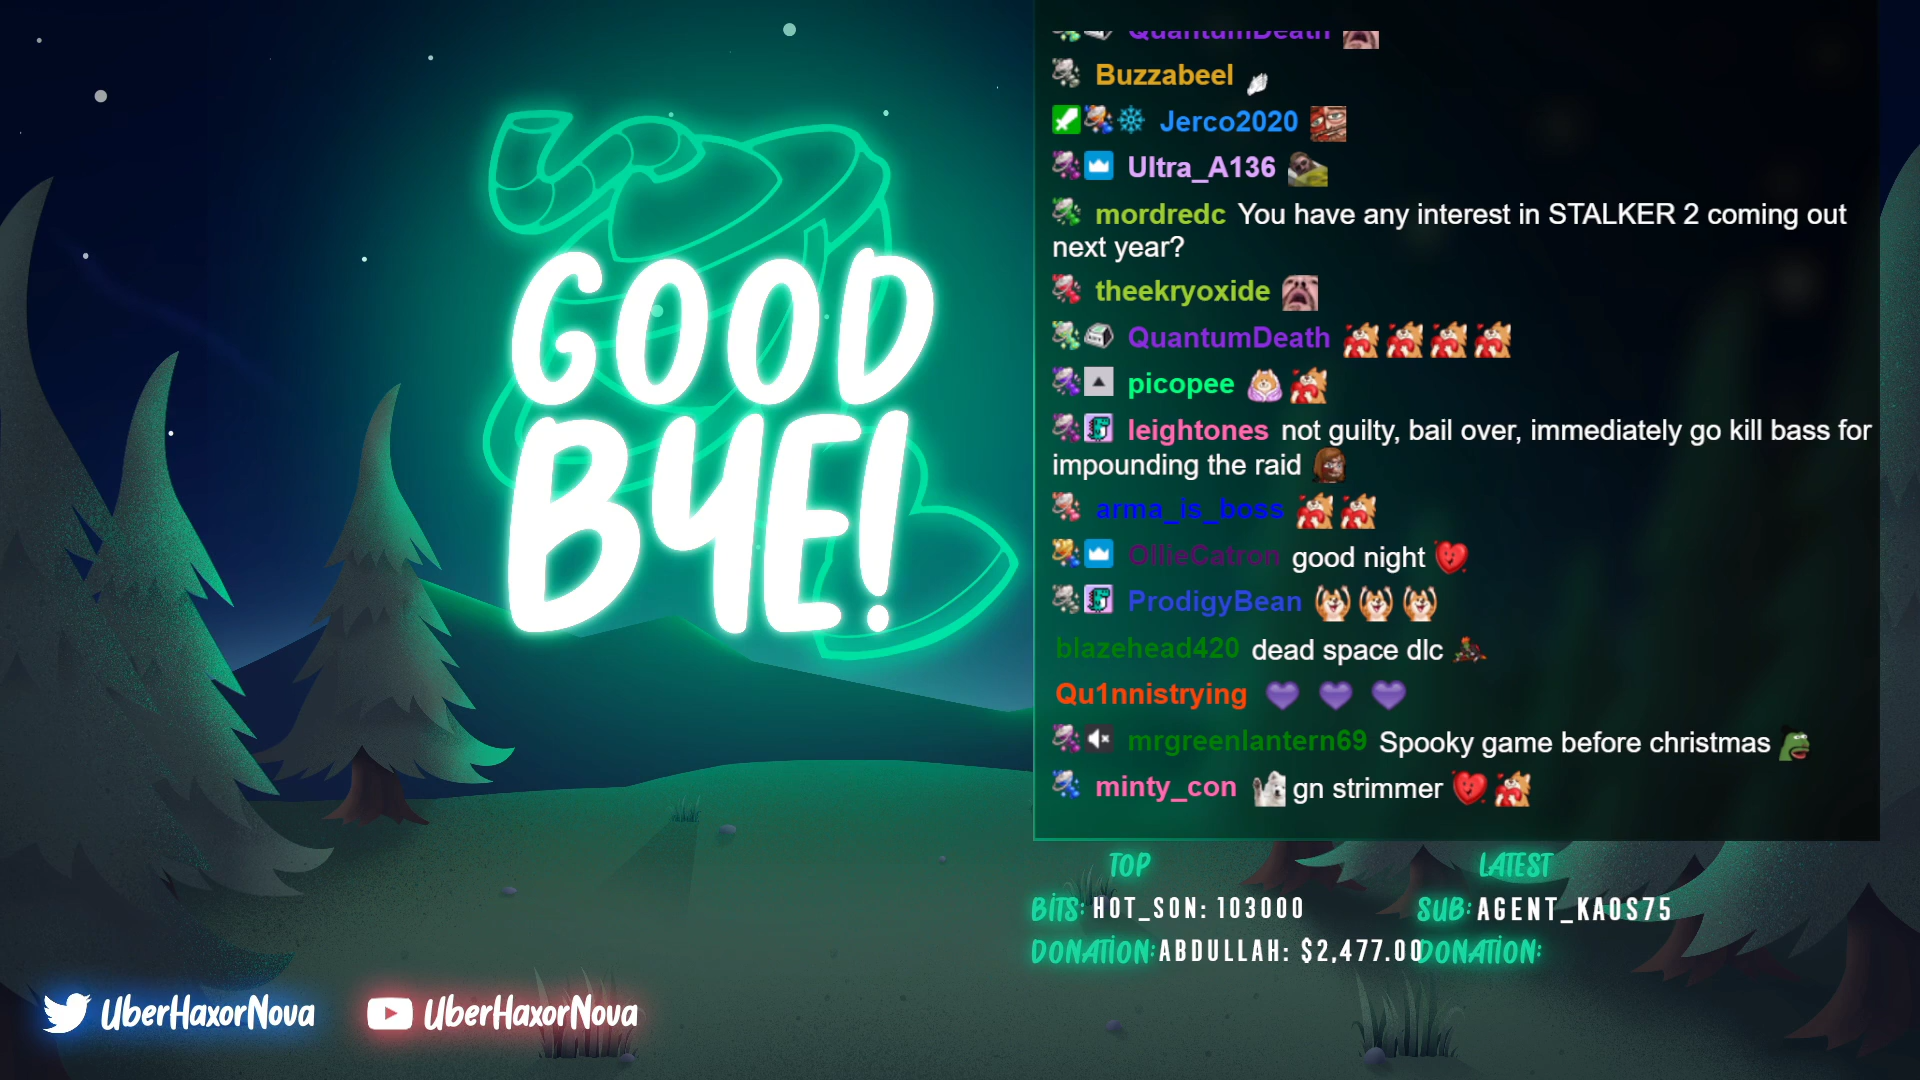 GOOD
BYE!
QuantumDeath
Buzzabeel
Jerco2020
Ultra_A136
mordredc You have any interest in STALKER 2 coming out
next year?
theekryoxide
QuantumDeath
picopee
leightones not guilty, bail over, immediately go kill bass for
impounding the raid
arma_is_boss
OllieCatron good night
ProdigyBean
blazehead420 dead space dlc
Qu1nnistrying
mrgreenlantern69 Spooky game before christmas
minty_con gn strimmer
TOP
BITS: HOT_SON: 103000
DONATION: ABDULLAH: $2,477.00
LATEST
SUB: AGENT_KAOS75
DONATION:
UberHaxorNova
UberHaxorNova